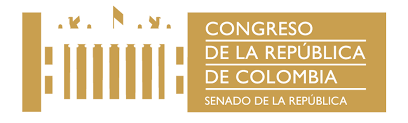 CONGRESO
DE LA REPÚBLICA
DE COLOMBIA
SENADO DE LA REPÚBLICA